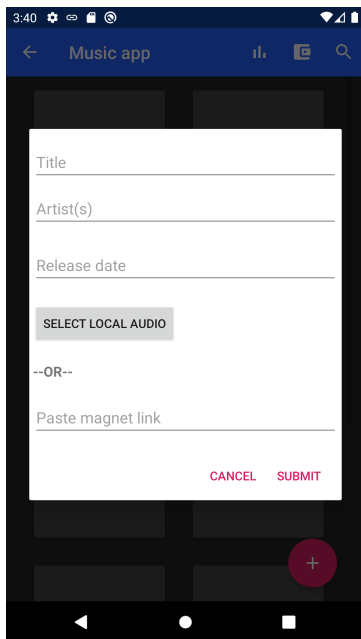 3:40
Music app
Title
Artist(s)
Release date
SELECT LOCAL AUDIO
--OR--
Paste magnet link
CANCEL SUBMIT